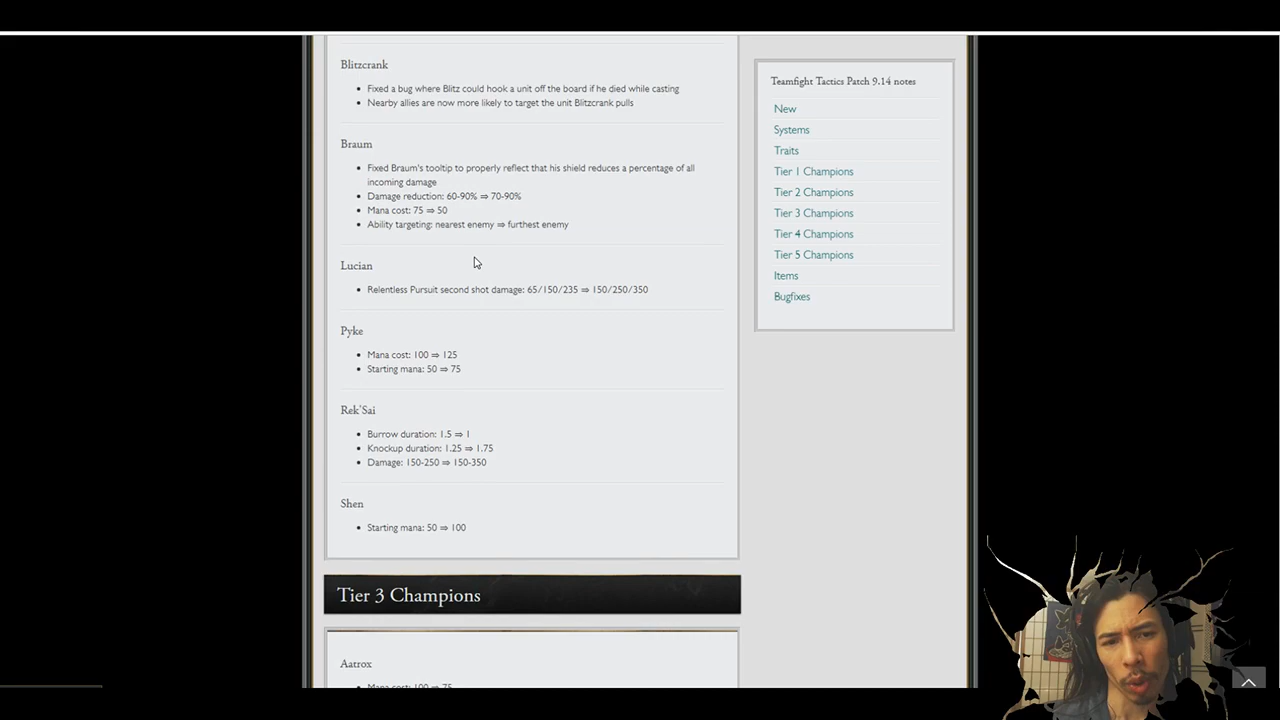 Blitzcrank
Fixed a bug where Blitz could hook a unit off the board if he died while casting
Nearby allies are now more likely to target the unit Blitzcrank pulls
Braum
Fixed Braum's tooltip to properly reflect that his shield reduces a percentage of all
incoming damage
Damage reduction: 60-90% ⇒ 70-90%
Mana cost: 75 ⇒ 50
Ability targeting: nearest enemy ⇒ furthest enemy
Lucian
Relentless Pursuit second shot damage: 65/150/235 ⇒ 150/250/350
Pyke
Mana cost: 100 ⇒ 125
Starting mana: 50 ⇒ 75
Rek'Sai
Burrow duration: 1.5 ⇒ 1
Knockup duration: 1.25 ⇒ 1.75
Damage: 150-250 ⇒ 150-350
Shen
Starting mana: 50 ⇒ 100
Tier 3 Champions
Aatrox
Mana cost: 100 ⇒ 75
Teamfight Tactics Patch 9.14 notes
New
Systems
Traits
Tier 1 Champions
Tier 2 Champions
Tier 3 Champions
Tier 4 Champions
Tier 5 Champions
Items
Bugfixes